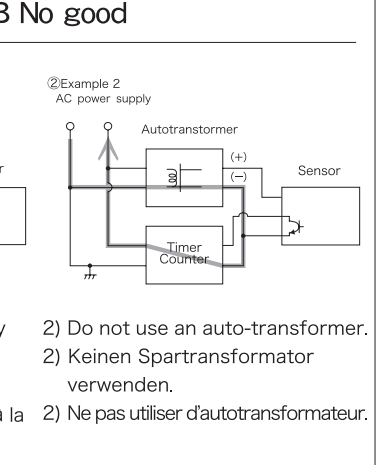 3 No good
②Example 2
AC power supply
Autotranstormer
(+)
(−)
Sensor
r
Timer
Counter
y
2) Do not use an auto-transformer.
2) Keinen Spartransformator
verwenden.
à la
2) Ne pas utiliser d'autotransformateur.